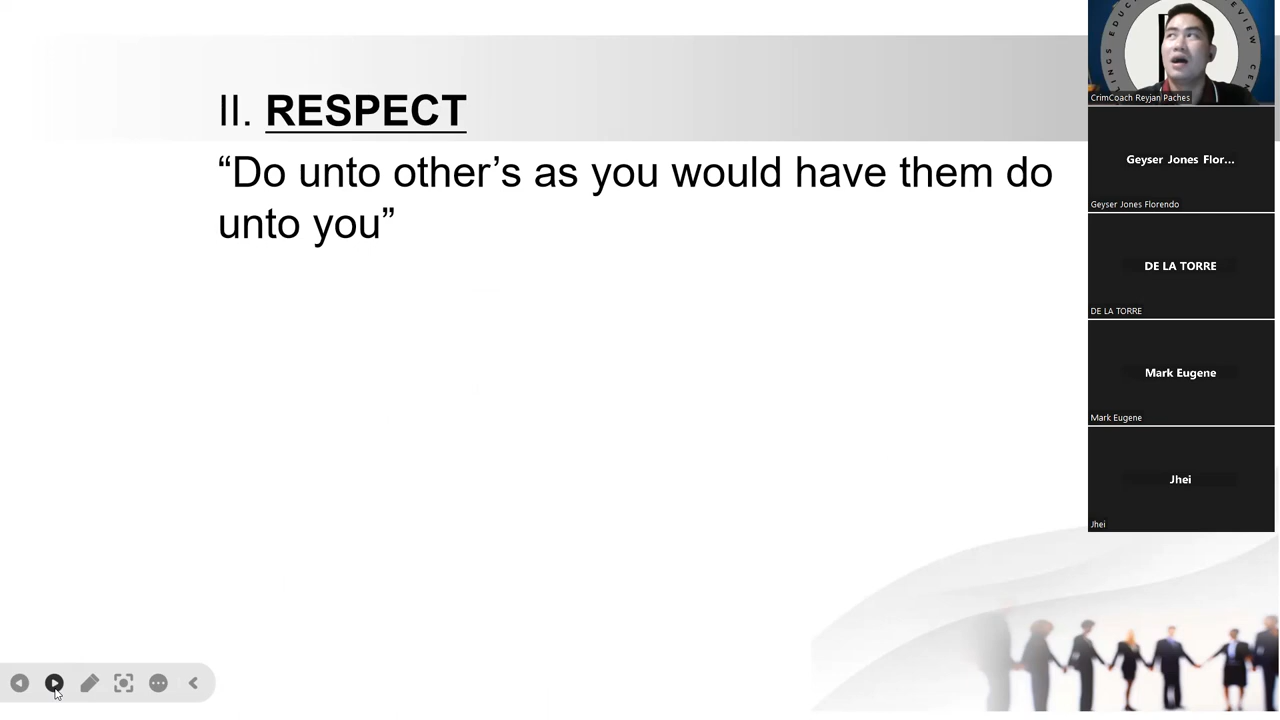 II. RESPECT
“Do unto other’s as you would have them do
unto you”
CrimCoach Reyjan Paches
Geyser Jones Flor...
Geyser Jones Florendo
DE LA TORRE
DE LA TORRE
Mark Eugene
Mark Eugene
Jhei
Jhei